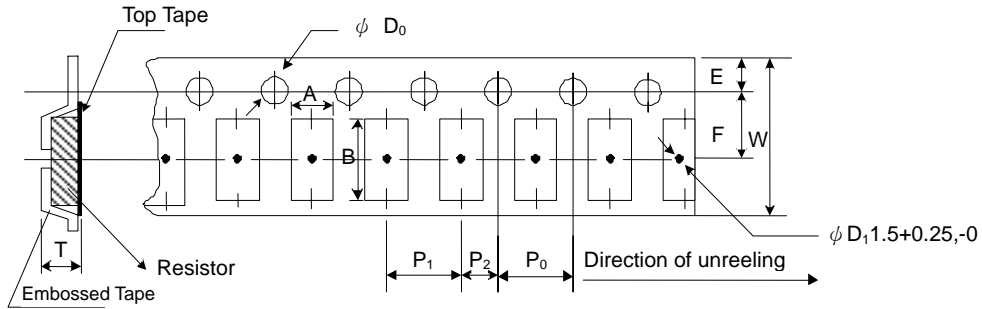 Top Tape
ϕ D₀
E
A
F
W
B
T
P₁
P₂
P₀
Direction of unreeling
ϕ D₁1.5+0.25,-0
Resistor
Embossed Tape